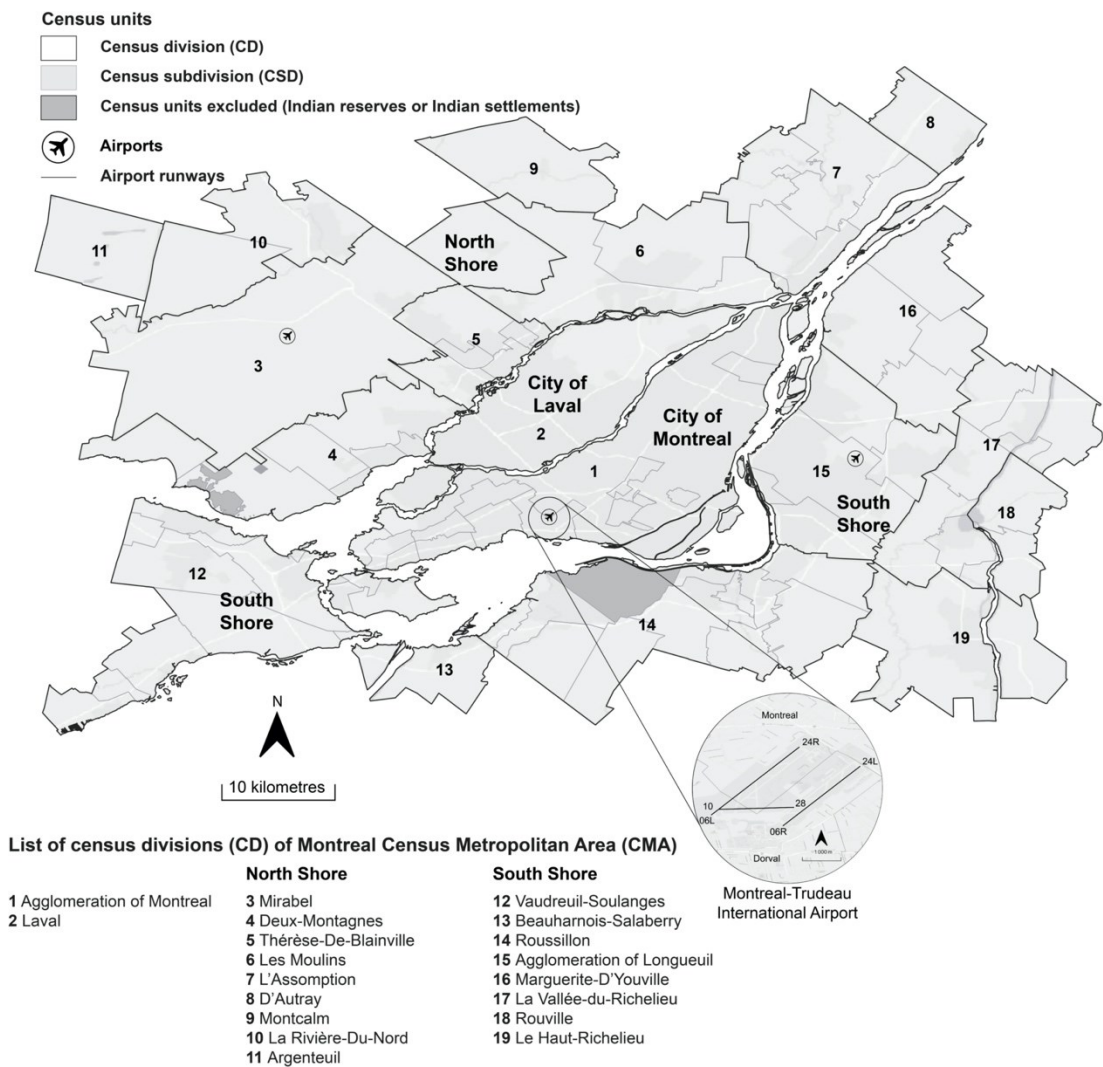 Census units
Census division (CD)
Census subdivision (CSD)
Census units excluded (Indian reserves or Indian settlements)
Airports
Airport runways
8
7
9
11
10
North
Shore
6
16
5
3
City of
Laval
2
City of
Montreal
4
1
15
South
Shore
17
18
12
South
Shore
14
13
19
N
10 kilometres
Montreal
24R
24L
10
28
06L
06R
Dorval
1 000 m
Montreal-Trudeau
International Airport
List of census divisions (CD) of Montreal Census Metropolitan Area (CMA)
1 Agglomeration of Montreal
2 Laval
North Shore
3 Mirabel
4 Deux-Montagnes
5 Thérèse-De-Blainville
6 Les Moulins
7 L'Assomption
8 D'Autray
9 Montcalm
10 La Rivière-Du-Nord
11 Argenteuil
South Shore
12 Vaudreuil-Soulanges
13 Beauharnois-Salaberry
14 Roussillon
15 Agglomeration of Longueuil
16 Marguerite-D'Youville
17 La Vallée-du-Richelieu
18 Rouville
19 Le Haut-Richelieu